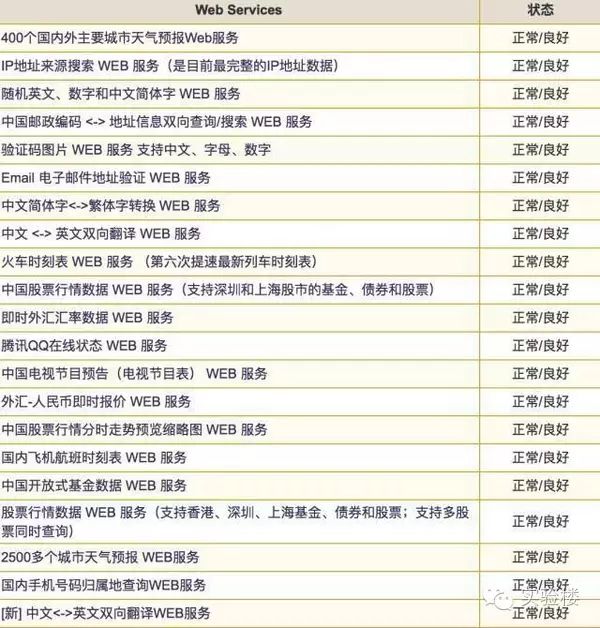 Web Services 状态
400个国内外主要城市天气预报Web服务 正常/良好
IP地址来源搜索 WEB 服务（是目前最完整的IP地址数据） 正常/良好
随机英文、数字和中文简体字 WEB 服务 正常/良好
中国邮政编码 <-> 地址信息双向查询/搜索 WEB 服务 正常/良好
验证码图片 WEB 服务 支持中文、字母、数字 正常/良好
Email 电子邮件地址验证 WEB 服务 正常/良好
中文简体字<->繁体字转换 WEB 服务 正常/良好
中文 <-> 英文双向翻译 WEB 服务 正常/良好
火车时刻表 WEB 服务 （第六次提速最新列车时刻表） 正常/良好
中国股票行情数据 WEB 服务（支持深圳和上海股市的基金、债券和股票） 正常/良好
即时外汇汇率数据 WEB 服务 正常/良好
腾讯QQ在线状态 WEB 服务 正常/良好
中国电视节目预告（电视节目表） WEB 服务 正常/良好
外汇-人民币即时报价 WEB 服务 正常/良好
中国股票行情分时走势预览缩略图 WEB 服务 正常/良好
国内飞机航班时刻表 WEB 服务 正常/良好
中国开放式基金数据 WEB 服务 正常/良好
股票行情数据 WEB 服务（支持香港、深圳、上海基金、债券和股票；支持多股 正常/良好
票同时查询）
2500多个城市天气预报 WEB服务 正常/良好
国内手机号码归属地查询WEB服务 正常/良好
[新] 中文<->英文双向翻译WEB服务 正常/良好
实验楼